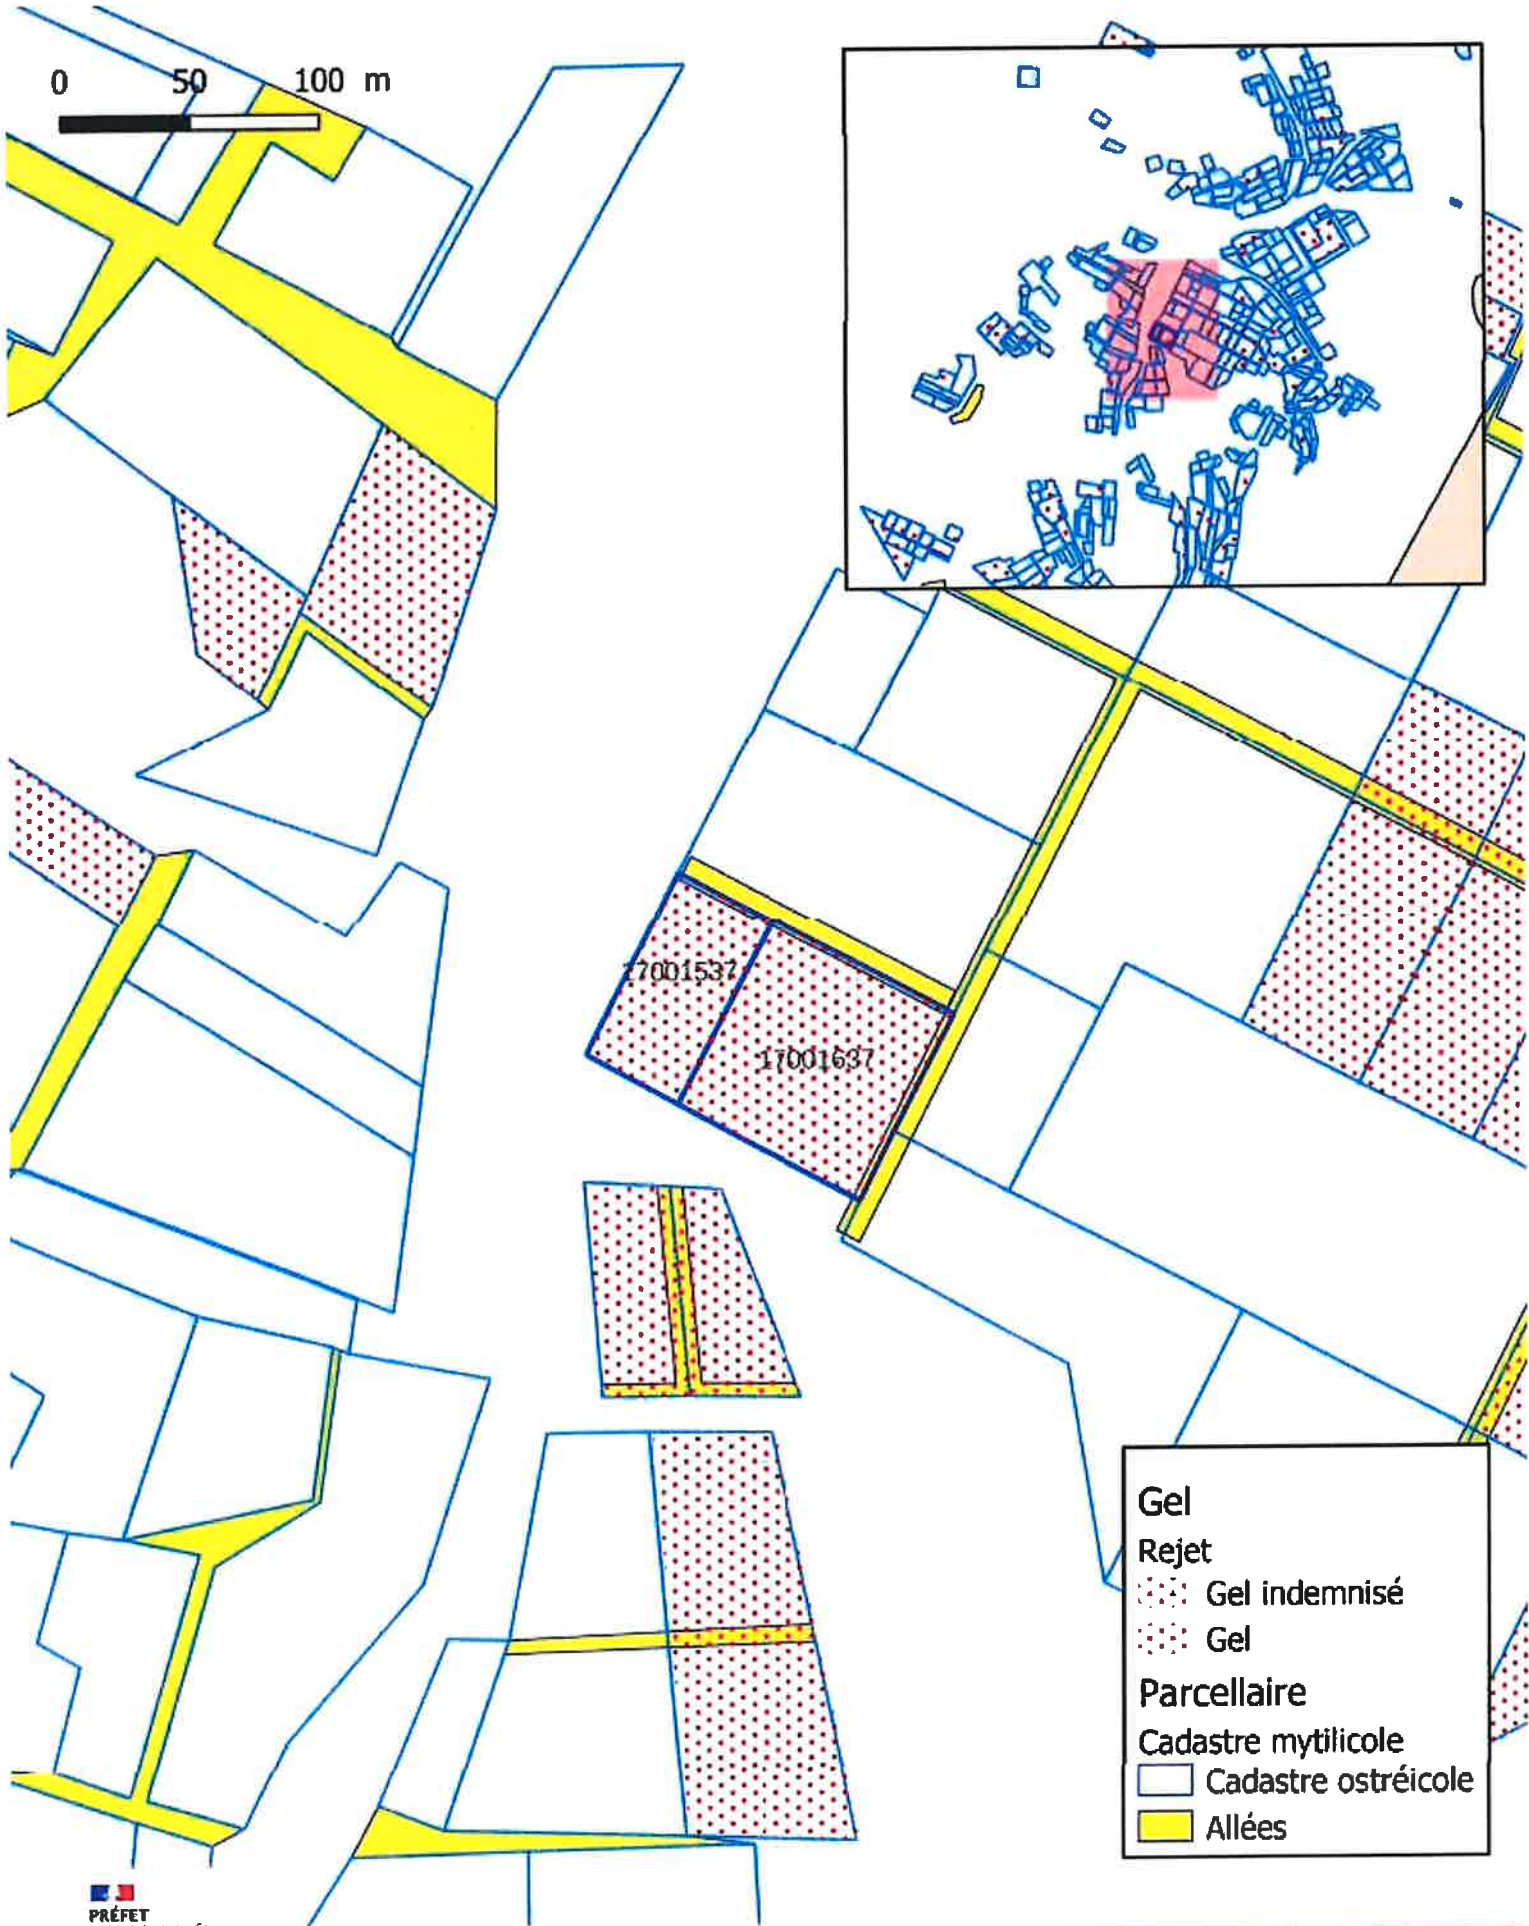 0 50 100 m
17001537
17001637
Gel
Rejet
Gel indemnisé
Gel
Parcellaire
Cadastre mytilicole
Cadastre ostréicole
Allées
PRÉFET